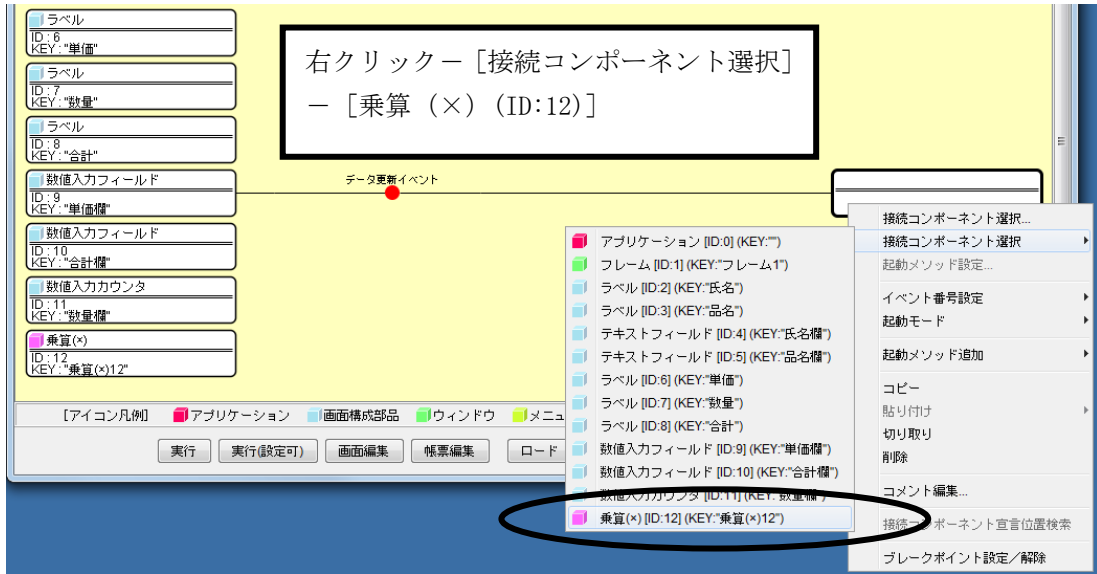 ラベル
ID : 6
KEY : "単価"
ラベル
ID : 7
KEY : "数量"
ラベル
ID : 8
KEY : "合計"
数値入力フィールド
ID : 9
KEY : "単価欄"
数値入力フィールド
ID : 10
KEY : "合計欄"
数値入力カウンタ
ID : 11
KEY : "数量欄"
乗算(×)
ID : 12
KEY : "乗算(×)12"
右クリック－［接続コンポーネント選択］
－［乗算（×）(ID:12)］
データ更新イベント
接続コンポーネント選択...
接続コンポーネント選択
起動メソッド設定...
イベント番号設定
起動モード
起動メソッド追加
コピー
貼り付け
切り取り
削除
コメント編集...
接続コンポーネント宣言位置検索
ブレークポイント設定／解除
アプリケーション [ID:0] (KEY:"")
フレーム [ID:1] (KEY:"フレーム1")
ラベル [ID:2] (KEY:"氏名")
ラベル [ID:3] (KEY:"品名")
テキストフィールド [ID:4] (KEY:"氏名欄")
テキストフィールド [ID:5] (KEY:"品名欄")
ラベル [ID:6] (KEY:"単価")
ラベル [ID:7] (KEY:"数量")
ラベル [ID:8] (KEY:"合計")
数値入力フィールド [ID:9] (KEY:"単価欄")
数値入力フィールド [ID:10] (KEY:"合計欄")
数値入力カウンタ [ID:11] (KEY:"数量欄")
乗算(×) [ID:12] (KEY:"乗算(×)12")
[アイコン凡例] アプリケーション 画面構成部品 ウィンドウ メニュ
実行 実行(設定可) 画面編集 帳票編集 ロード